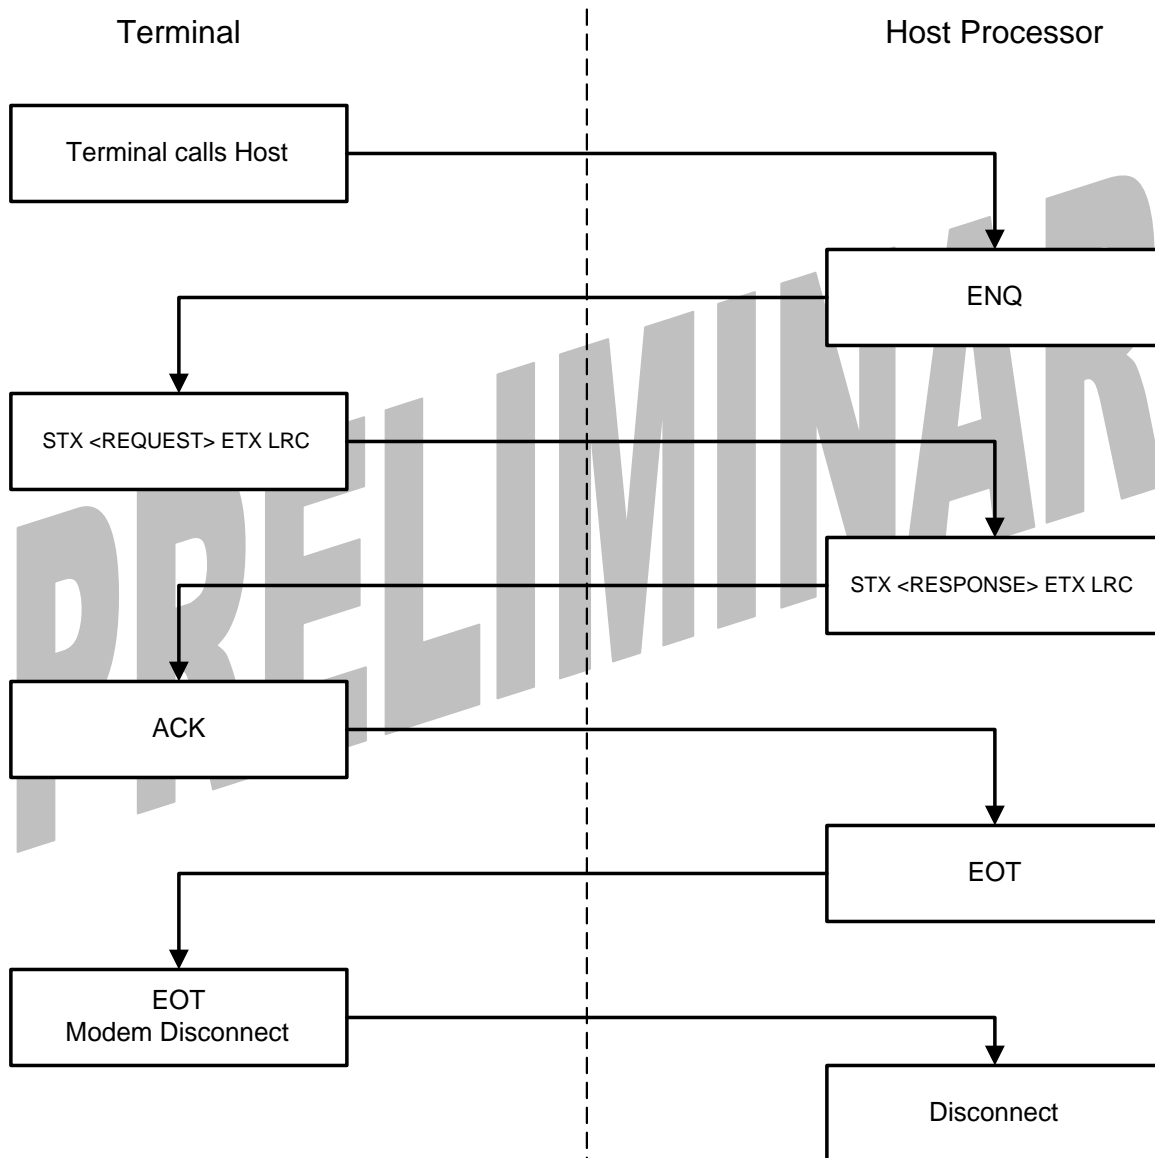 Terminal
Host Processor
Terminal calls Host
ENQ
STX <REQUEST> ETX LRC
STX <RESPONSE> ETX LRC
ACK
EOT
EOT
Modem Disconnect
Disconnect
PRELIMINAR